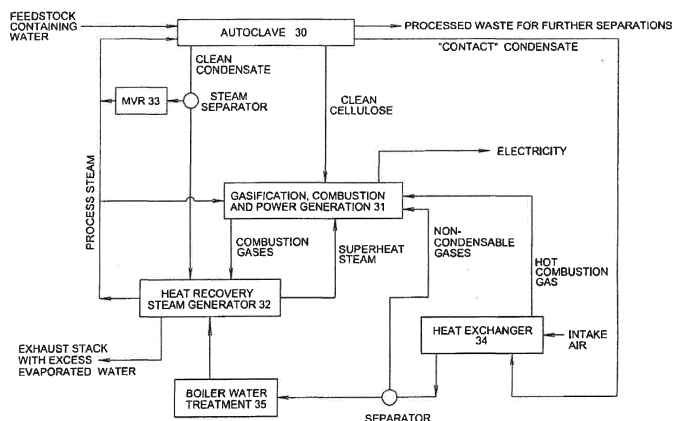 FEEDSTOCK
CONTAINING
WATER
AUTOCLAVE 30
PROCESSED WASTE FOR FURTHER SEPARATIONS
"CONTACT" CONDENSATE
CLEAN
CONDENSATE
MVR 33
STEAM
SEPARATOR
CLEAN
CELLULOSE
ELECTRICITY
PROCESS STEAM
GASIFICATION, COMBUSTION
AND POWER GENERATION 31
COMBUSTION
GASES
SUPERHEAT
STEAM
NON-
CONDENSABLE
GASES
HOT
COMBUSTION
GAS
HEAT RECOVERY
STEAM GENERATOR 32
HEAT EXCHANGER
34
INTAKE
AIR
EXHAUST STACK
WITH EXCESS
EVAPORATED WATER
BOILER WATER
TREATMENT 35
SEPARATOR